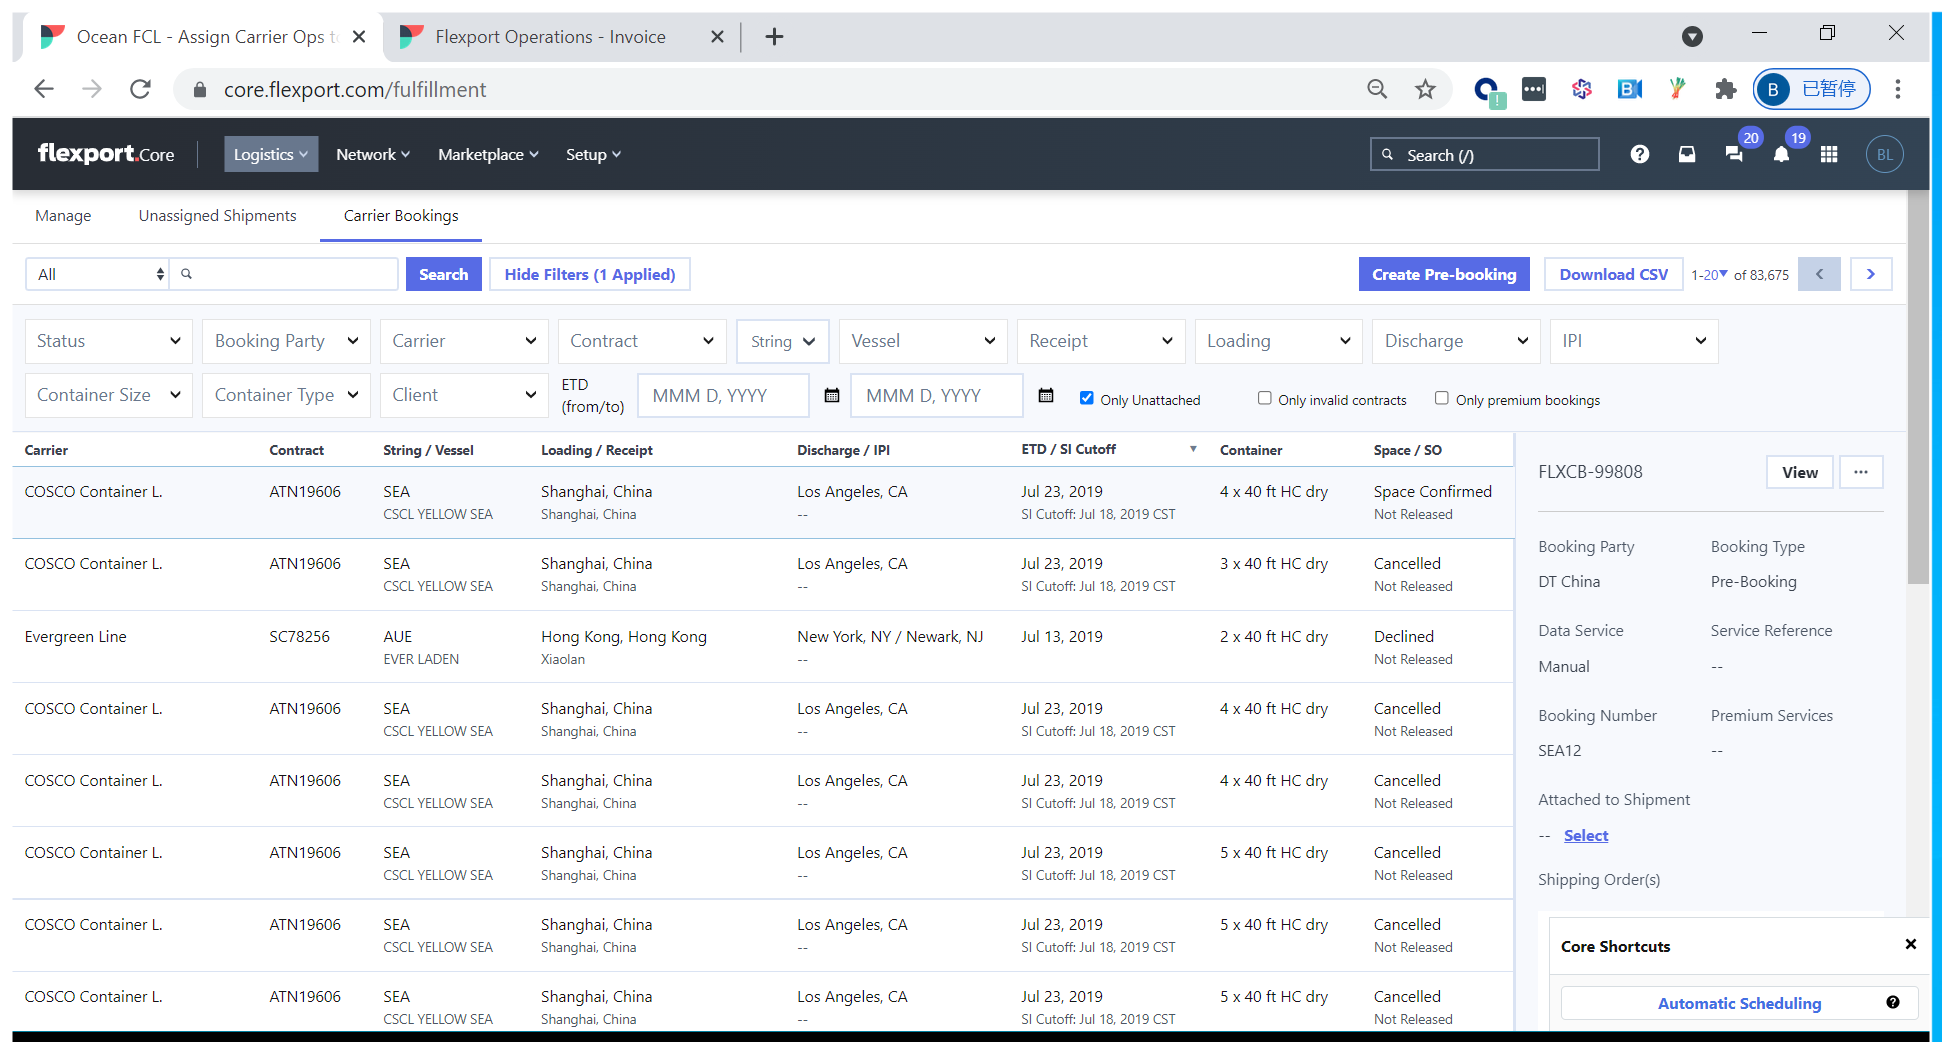 Ocean FCL - Assign Carrier Ops to
Flexport Operations - Invoice
core.flexport.com/fulfillment
B 已暂停
flexport.Core
Logistics
Network
Marketplace
Setup
Search (/)
20
19
BL
Manage
Unassigned Shipments
Carrier Bookings
All
Search
Hide Filters (1 Applied)
Create Pre-booking
Download CSV
1-20 of 83,675
Status
Booking Party
Carrier
Contract
String
Vessel
Receipt
Loading
Discharge
IPI
Container Size
Container Type
Client
ETD
(from/to)
MMM D, YYYY
MMM D, YYYY
Only Unattached
Only invalid contracts
Only premium bookings
Carrier Contract String / Vessel Loading / Receipt Discharge / IPI ETD / SI Cutoff Container Space / SO
COSCO Container L. ATN19606 SEA Shanghai, China Los Angeles, CA Jul 23, 2019 4 x 40 ft HC dry Space Confirmed
CSCL YELLOW SEA Shanghai, China -- SI Cutoff: Jul 18, 2019 CST Not Released
COSCO Container L. ATN19606 SEA Shanghai, China Los Angeles, CA Jul 23, 2019 3 x 40 ft HC dry Cancelled
CSCL YELLOW SEA Shanghai, China -- SI Cutoff: Jul 18, 2019 CST Not Released
Evergreen Line SC78256 AUE Hong Kong, Hong Kong New York, NY / Newark, NJ Jul 13, 2019 2 x 40 ft HC dry Declined
EVER LADEN Xiaolan -- Not Released
COSCO Container L. ATN19606 SEA Shanghai, China Los Angeles, CA Jul 23, 2019 4 x 40 ft HC dry Cancelled
CSCL YELLOW SEA Shanghai, China -- SI Cutoff: Jul 18, 2019 CST Not Released
COSCO Container L. ATN19606 SEA Shanghai, China Los Angeles, CA Jul 23, 2019 4 x 40 ft HC dry Cancelled
CSCL YELLOW SEA Shanghai, China -- SI Cutoff: Jul 18, 2019 CST Not Released
COSCO Container L. ATN19606 SEA Shanghai, China Los Angeles, CA Jul 23, 2019 5 x 40 ft HC dry Cancelled
CSCL YELLOW SEA Shanghai, China -- SI Cutoff: Jul 18, 2019 CST Not Released
COSCO Container L. ATN19606 SEA Shanghai, China Los Angeles, CA Jul 23, 2019 5 x 40 ft HC dry Cancelled
CSCL YELLOW SEA Shanghai, China -- SI Cutoff: Jul 18, 2019 CST Not Released
COSCO Container L. ATN19606 SEA Shanghai, China Los Angeles, CA Jul 23, 2019 5 x 40 ft HC dry Cancelled
CSCL YELLOW SEA Shanghai, China -- SI Cutoff: Jul 18, 2019 CST Not Released
FLXCB-99808
View
...
Booking Party Booking Type
DT China Pre-Booking
Data Service Service Reference
Manual --
Booking Number Premium Services
SEA12 --
Attached to Shipment
-- Select
Shipping Order(s)
Core Shortcuts
Automatic Scheduling